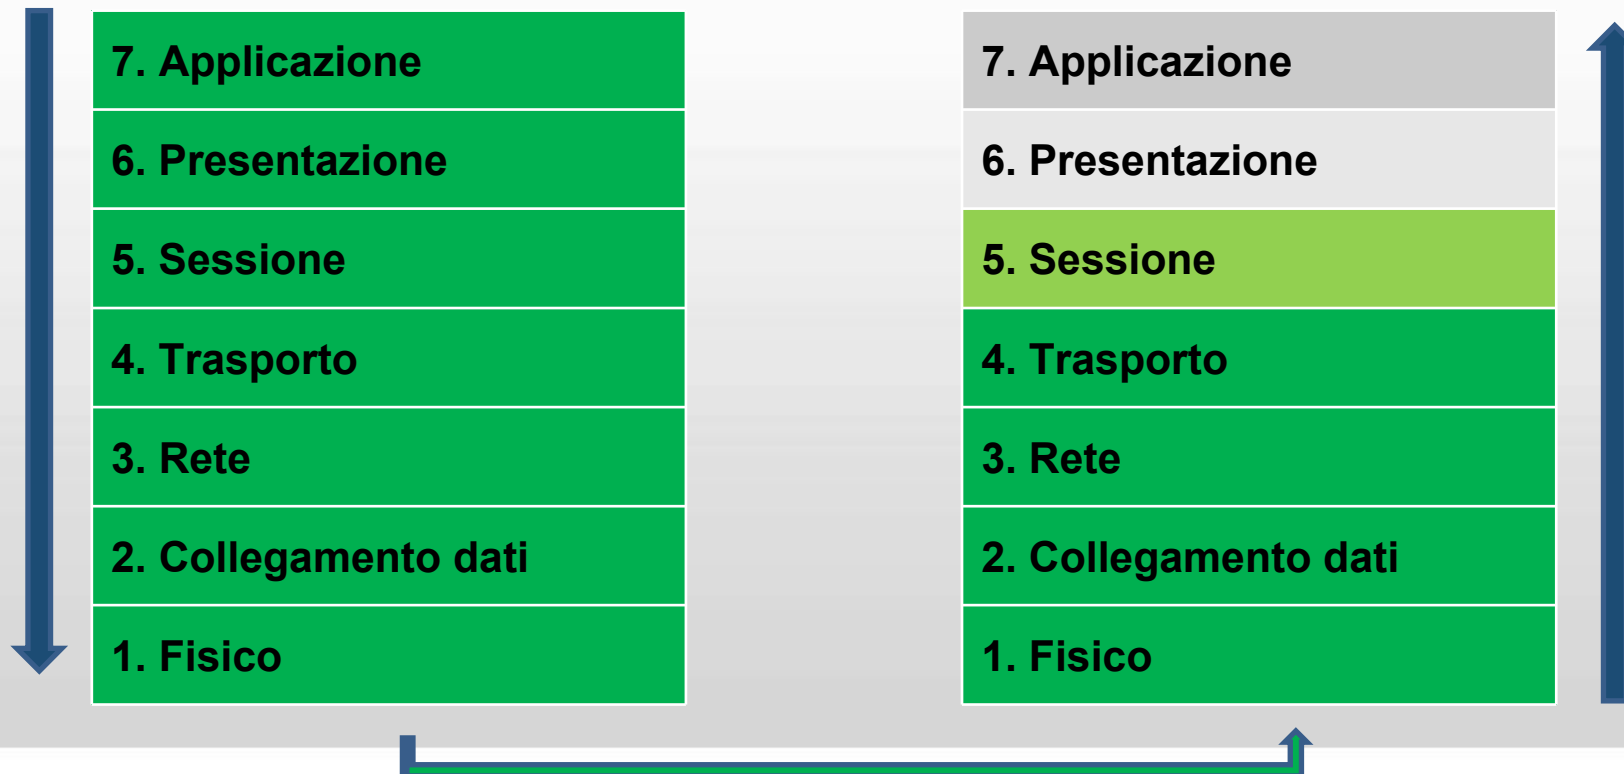 7. Applicazione
6. Presentazione
5. Sessione
4. Trasporto
3. Rete
2. Collegamento dati
1. Fisico
7. Applicazione
6. Presentazione
5. Sessione
4. Trasporto
3. Rete
2. Collegamento dati
1. Fisico